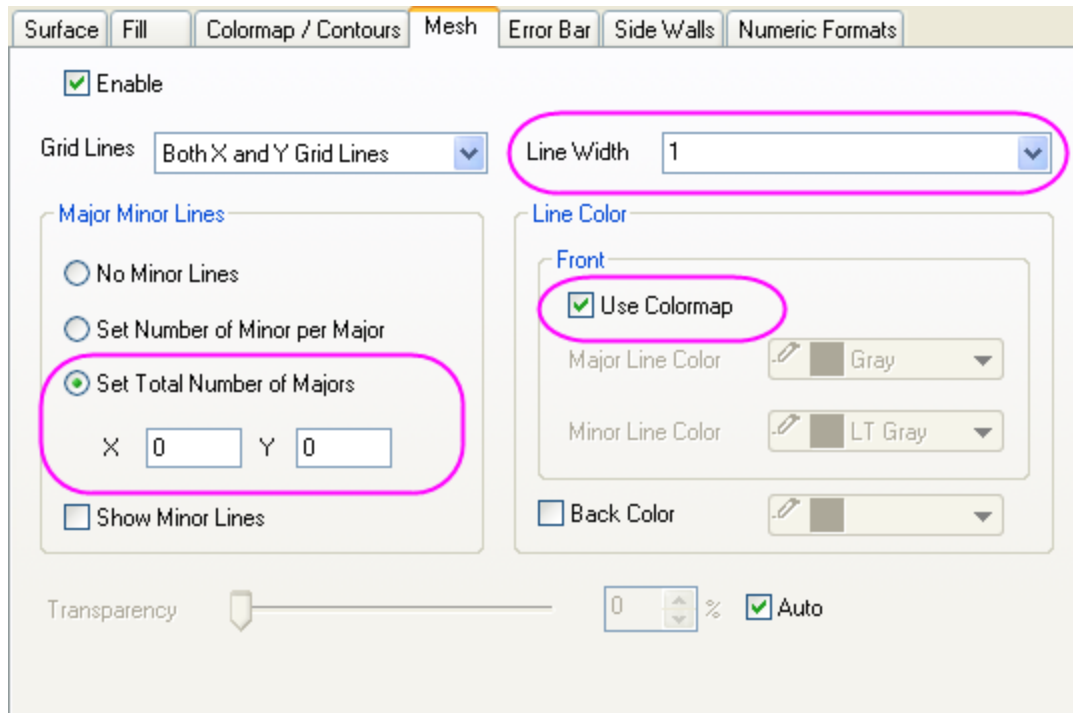 Surface Fill Colormap / Contours Mesh Error Bar Side Walls Numeric Formats
Enable
Grid Lines Both X and Y Grid Lines Line Width 1
Major Minor Lines
No Minor Lines
Set Number of Minor per Major
Set Total Number of Majors
X 0 Y 0
Show Minor Lines
Line Color
Front
Use Colormap
Major Line Color Gray
Minor Line Color LT Gray
Back Color
Transparency 0 % Auto